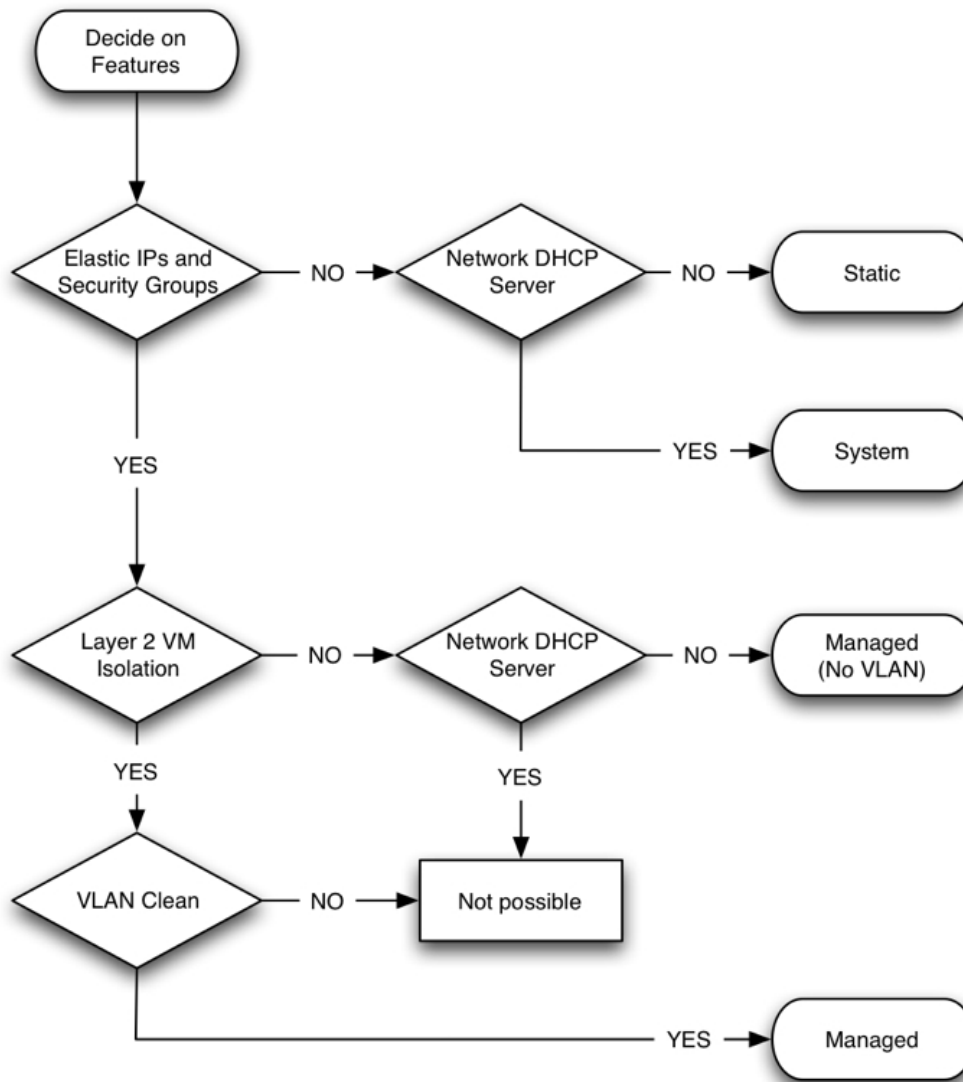 Decide on
Features
Elastic IPs and
Security Groups
NO
Network DHCP
Server
NO
Static
YES
System
YES
Layer 2 VM
Isolation
NO
Network DHCP
Server
NO
Managed
(No VLAN)
YES
YES
VLAN Clean
NO
Not possible
YES
Managed